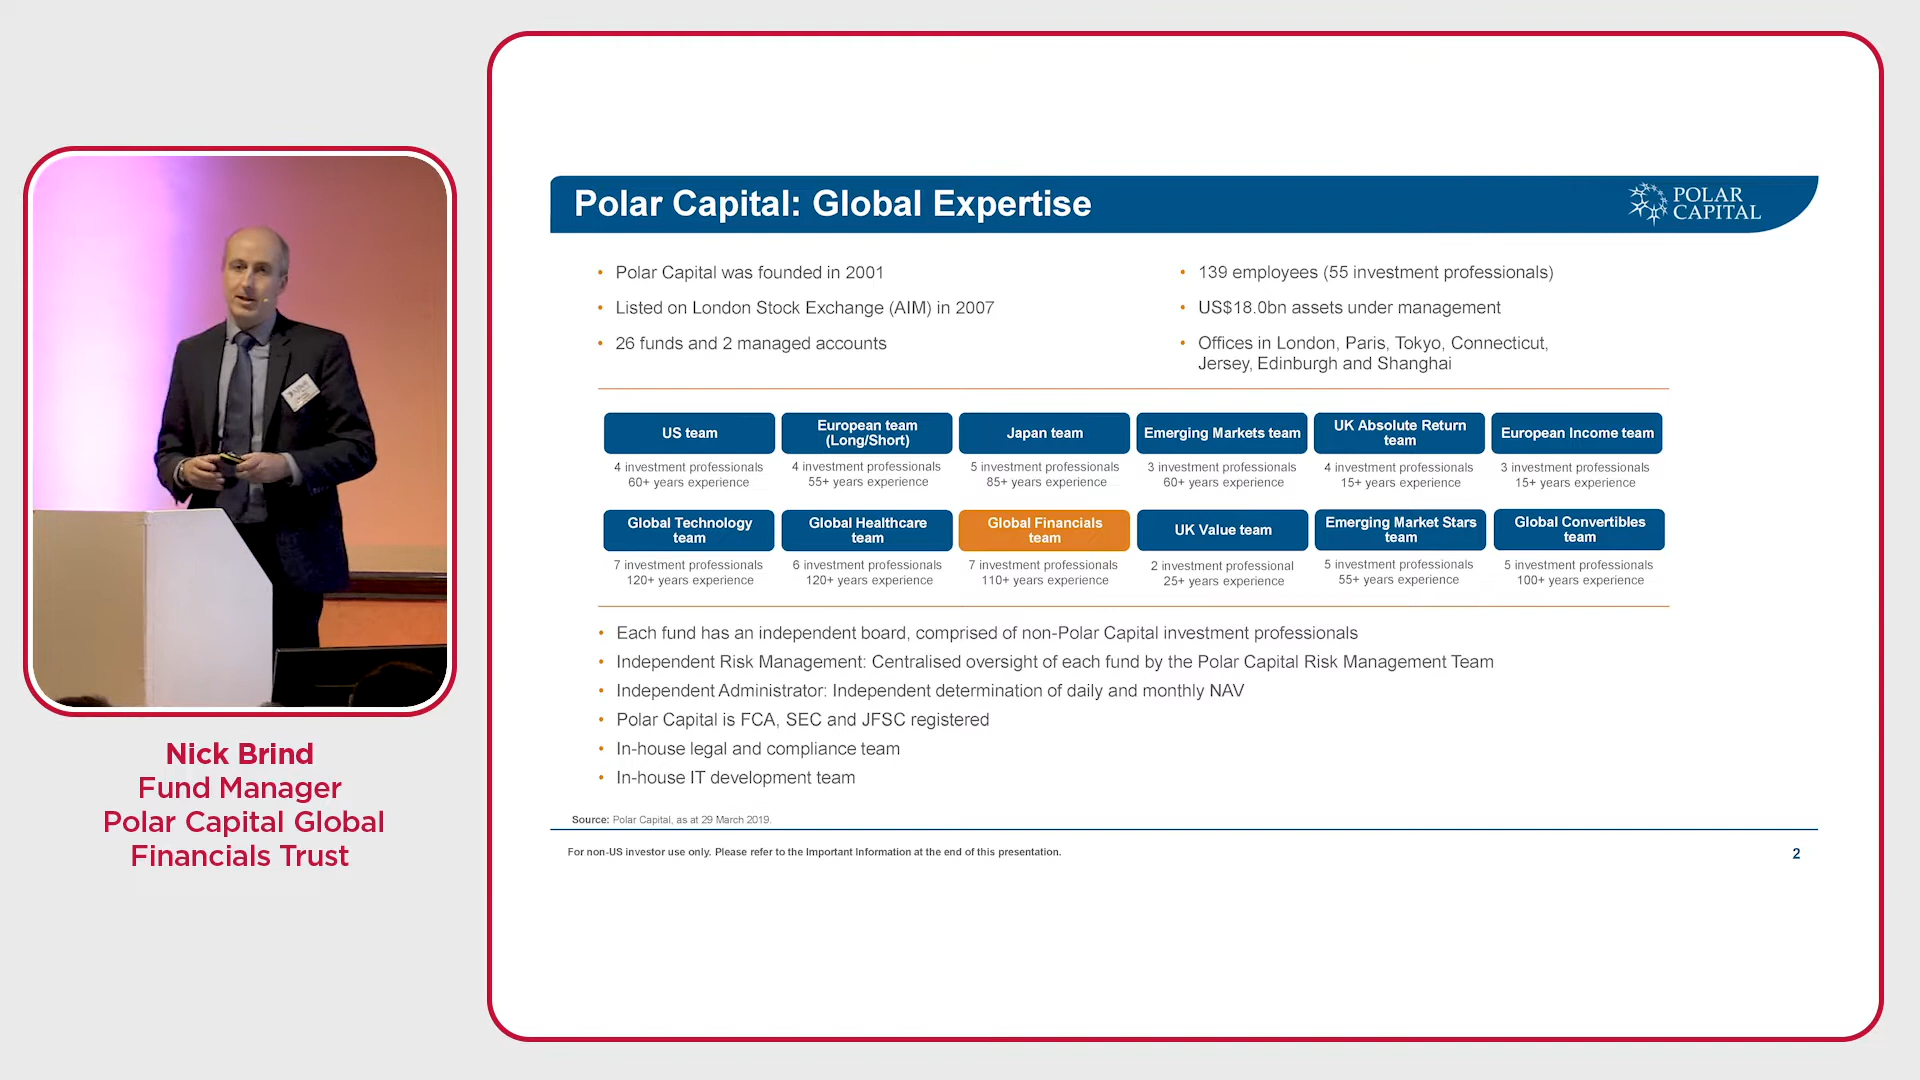 Nick Brind
Fund Manager
Polar Capital Global
Financials Trust
Polar Capital: Global Expertise
POLAR
CAPITAL
• Polar Capital was founded in 2001
• Listed on London Stock Exchange (AIM) in 2007
• 26 funds and 2 managed accounts
• 139 employees (55 investment professionals)
• US$18.0bn assets under management
• Offices in London, Paris, Tokyo, Connecticut,
Jersey, Edinburgh and Shanghai
US team
4 investment professionals
60+ years experience
European team
(Long/Short)
4 investment professionals
55+ years experience
Japan team
5 investment professionals
85+ years experience
Emerging Markets team
3 investment professionals
60+ years experience
UK Absolute Return
team
4 investment professionals
15+ years experience
European Income team
3 investment professionals
15+ years experience
Global Technology
team
7 investment professionals
120+ years experience
Global Healthcare
team
6 investment professionals
120+ years experience
Global Financials
team
7 investment professionals
110+ years experience
UK Value team
2 investment professional
25+ years experience
Emerging Market Stars
team
5 investment professionals
55+ years experience
Global Convertibles
team
5 investment professionals
100+ years experience
• Each fund has an independent board, comprised of non-Polar Capital investment professionals
• Independent Risk Management: Centralised oversight of each fund by the Polar Capital Risk Management Team
• Independent Administrator: Independent determination of daily and monthly NAV
• Polar Capital is FCA, SEC and JFSC registered
• In-house legal and compliance team
• In-house IT development team
Source: Polar Capital, as at 29 March 2019.
For non-US investor use only. Please refer to the Important Information at the end of this presentation.
2